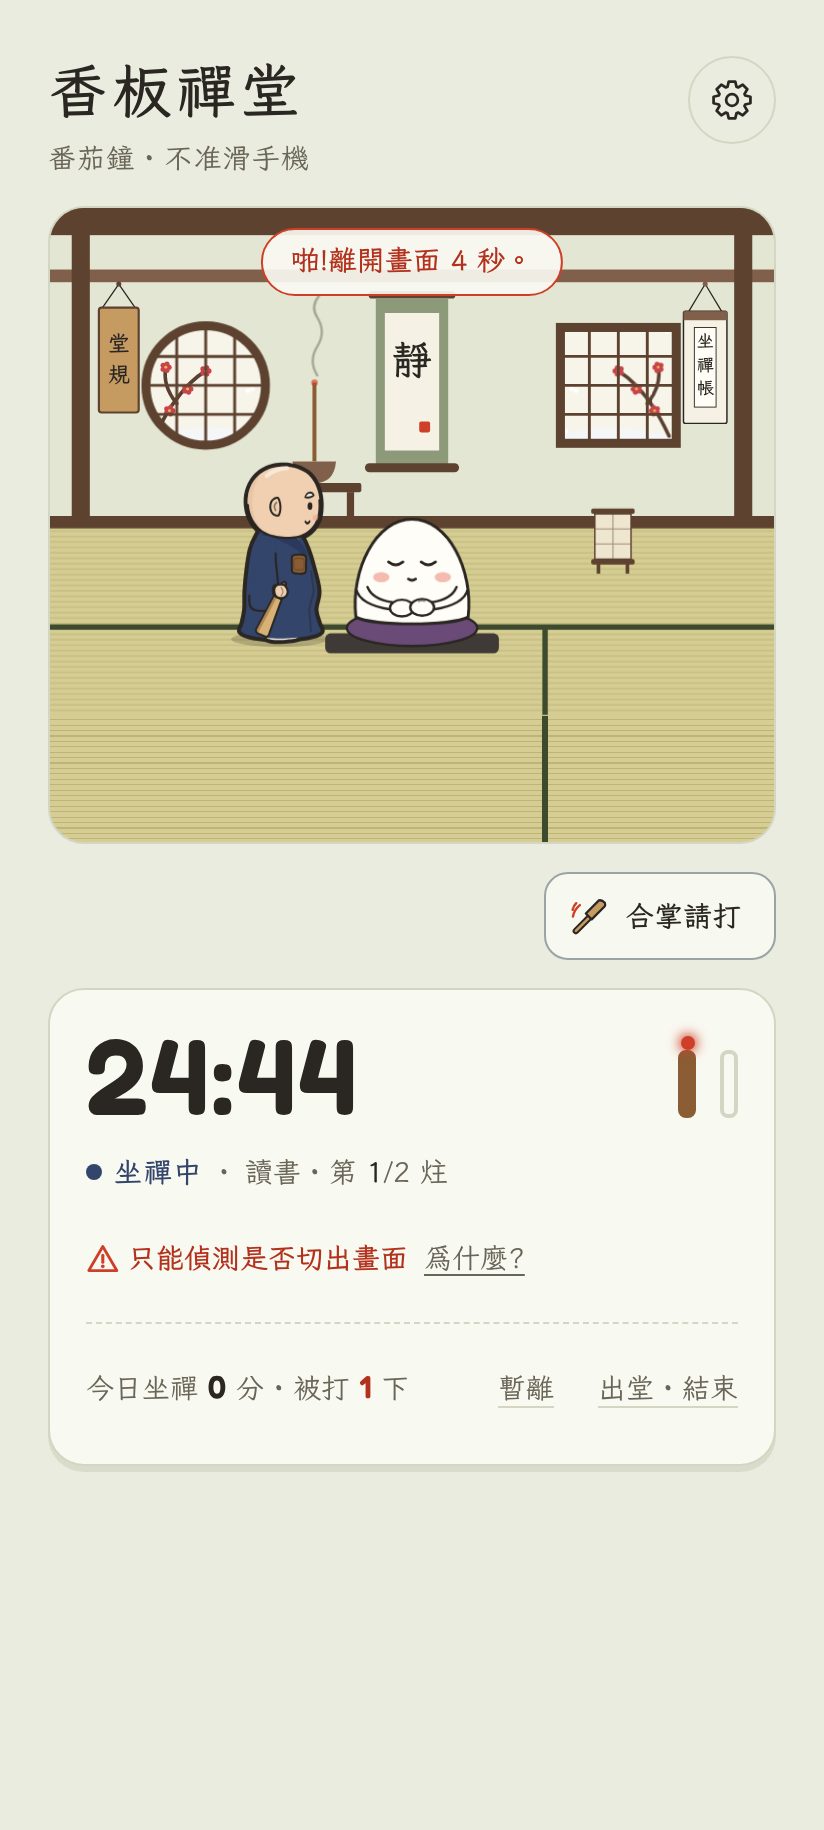 香板禪堂
番茄鐘・不准滑手機
啪!離開畫面 4 秒。
堂規
靜
坐禪帳
合掌請打
24:44
坐禪中 ・ 讀書・第 1/2 炷
只能偵測是否切出畫面 為什麼?
今日坐禪 0 分・被打 1 下 暫離 出堂・結束